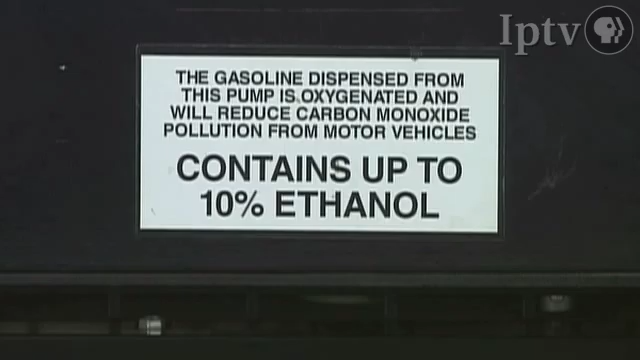 Iptv PBS
THE GASOLINE DISPENSED FROM
THIS PUMP IS OXYGENATED AND
WILL REDUCE CARBON MONOXIDE
POLLUTION FROM MOTOR VEHICLES
CONTAINS UP TO
10% ETHANOL